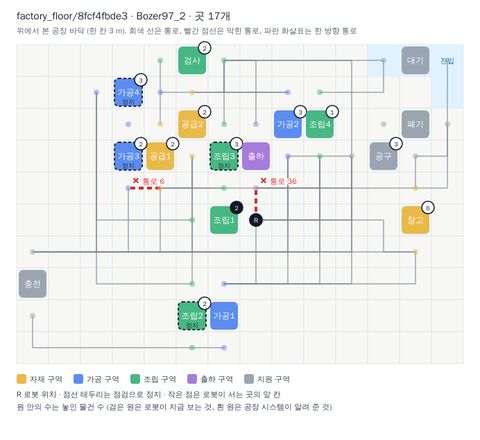 factory_floor/8fcf4fbde3 · Bozer97_2 · 곳 17개
위에서 본 공장 바닥 (한 칸 3 m). 회색 선은 통로, 빨간 점선은 막힌 통로, 파란 화살표는 한 방향 통로
검사 2
대기
진입
가공4 3
정지
공급2 2
가공2 3
조립4 1
폐기
가공3 2
정지
공급1 2
조립3 3
정지
출하
공구 3
✕ 통로 6
✕ 통로 36
조립1 2
R
창고 6
충전
조립2 2
정지
가공1
자재 구역 가공 구역 조립 구역 출하 구역 지원 구역
R 로봇 위치 · 점선 테두리는 점검으로 정지 · 작은 점은 로봇이 서는 곳의 앞 칸
원 안의 수는 놓인 물건 수 (검은 원은 로봇이 지금 보는 것, 흰 원은 공장 시스템이 알려 준 것)